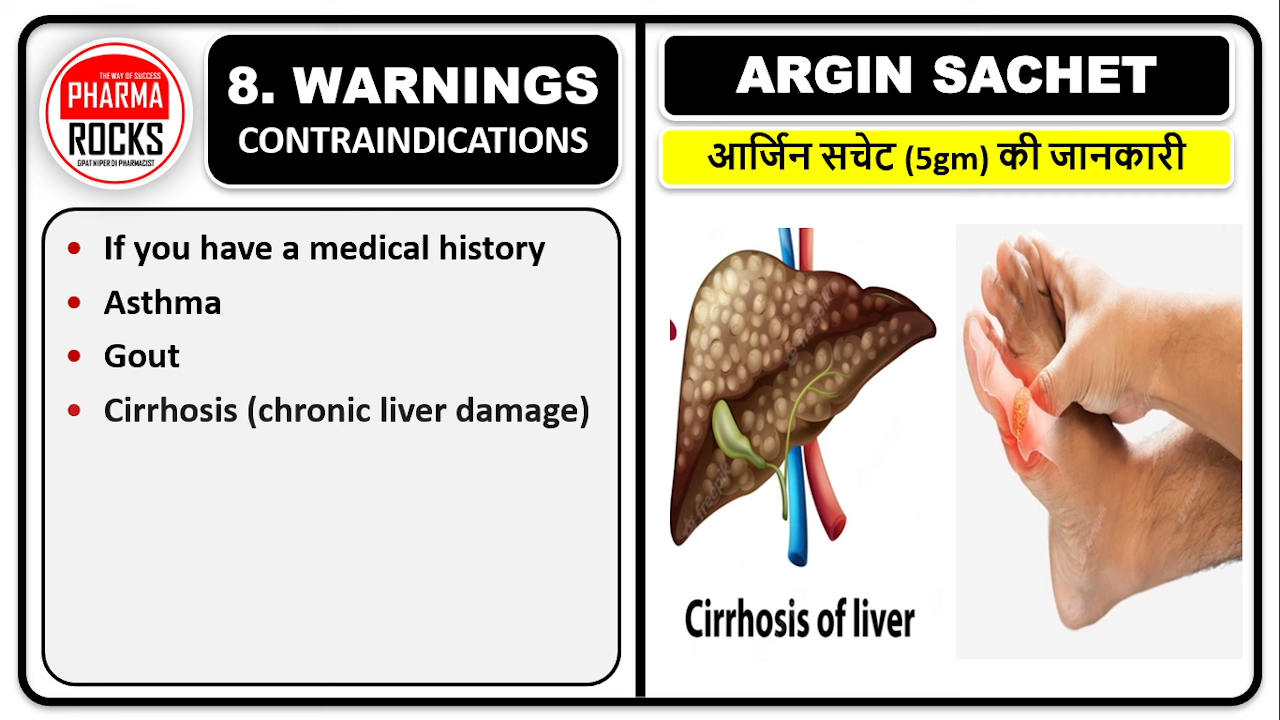 THE WAY OF SUCCESS
PHARMA
ROCKS
GPAT NIPER DI PHARMACIST
8. WARNINGS
CONTRAINDICATIONS
• If you have a medical history
• Asthma
• Gout
• Cirrhosis (chronic liver damage)
ARGIN SACHET
आर्जिन सचेट (5gm) की जानकारी
Cirrhosis of liver